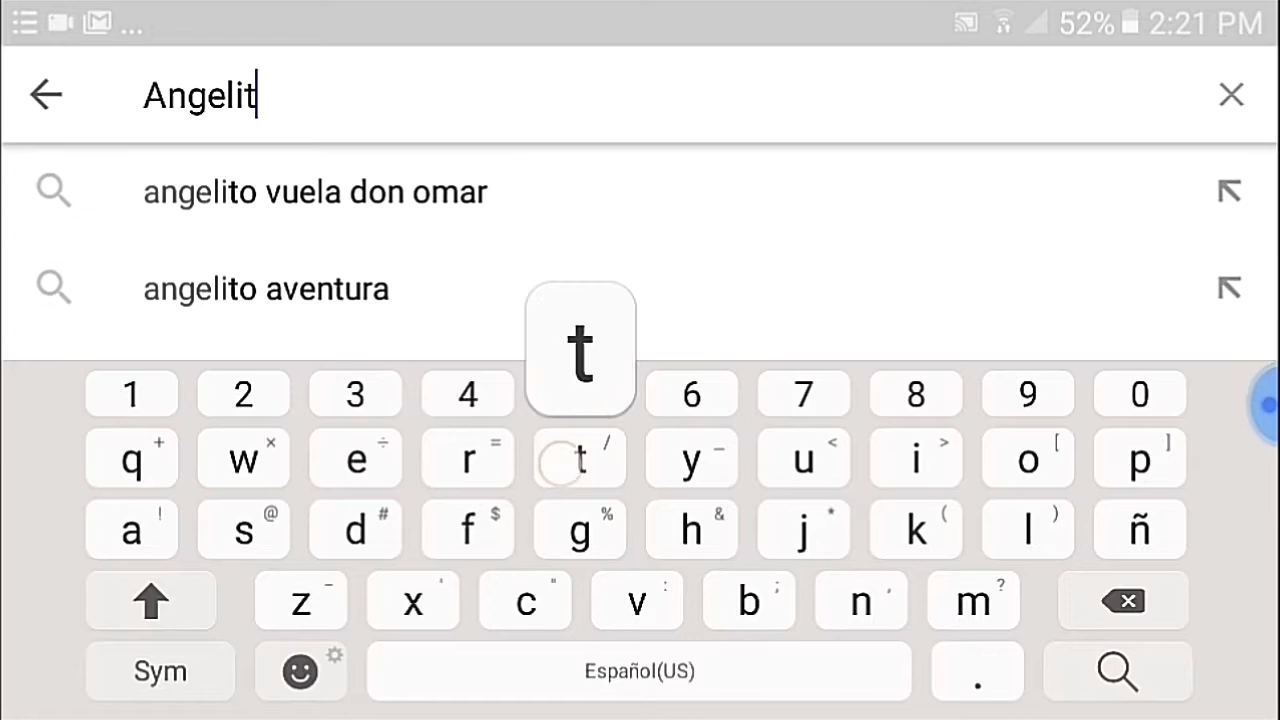 ... 52% 2:21 PM
Angelit
angelito vuela don omar
angelito aventura
t
1 2 3 4 6 7 8 9 0
q + w × e ÷ r = t / y _ u < i > o [ p ]
a ! s @ d # f $ g % h & j * k ( l ) ñ
z - x ' c " v : b ; n , m ?
Sym Español(US) .